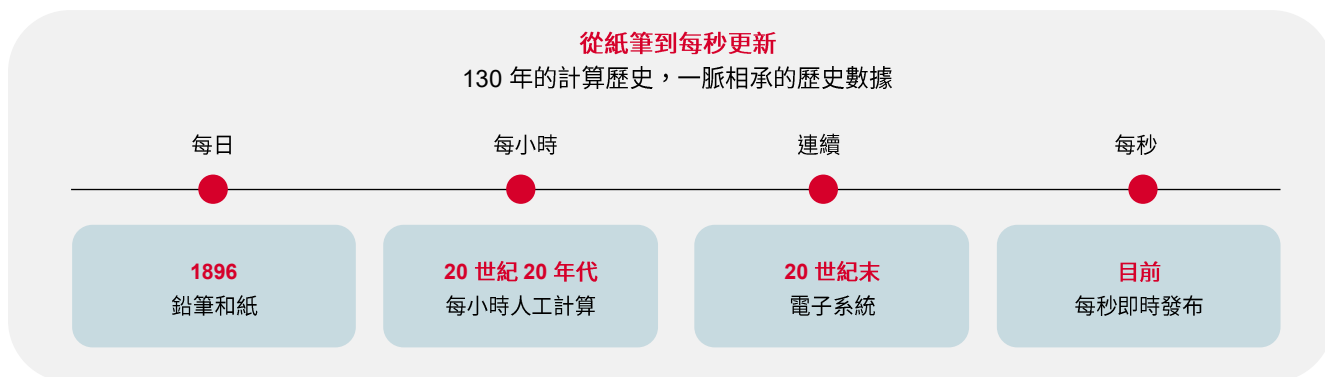 從紙筆到每秒更新
130 年的計算歷史，一脈相承的歷史數據
每日
每小時
連續
每秒
1896
鉛筆和紙
20 世紀 20 年代
每小時人工計算
20 世紀末
電子系統
目前
每秒即時發布